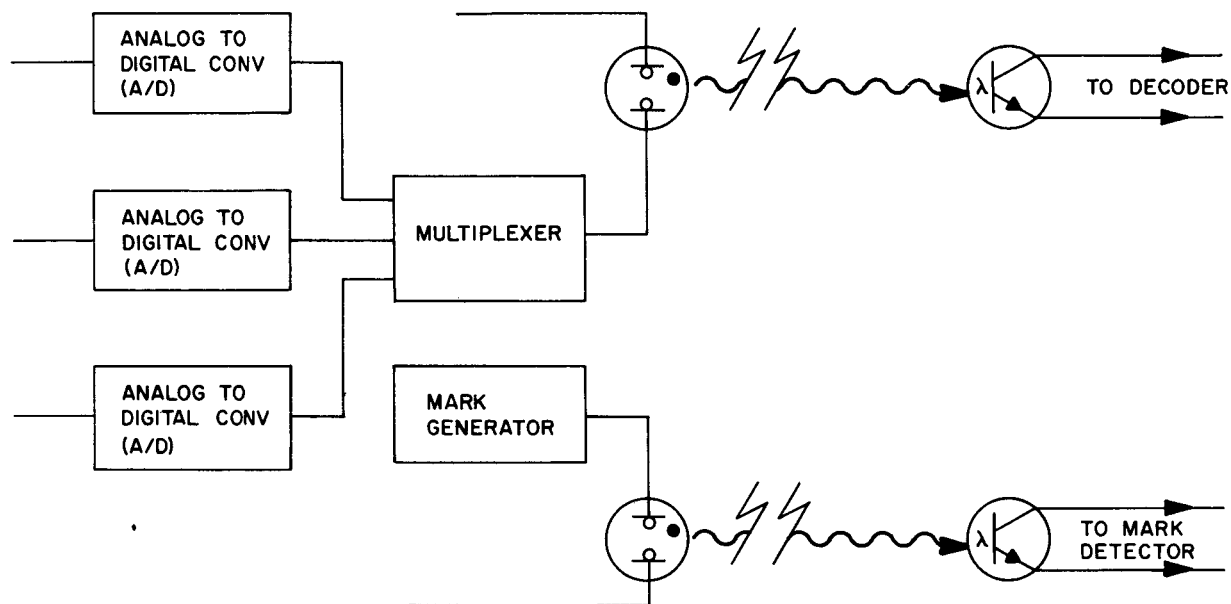 ANALOG TO
DIGITAL CONV
(A/D)
λ
TO DECODER
ANALOG TO
DIGITAL CONV
(A/D)
MULTIPLEXER
ANALOG TO
DIGITAL CONV
(A/D)
MARK
GENERATOR
λ
TO MARK
DETECTOR